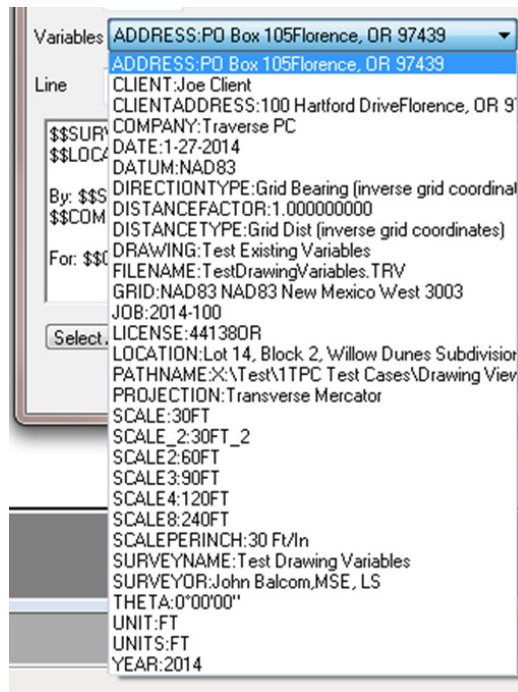 Variables ADDRESS:PO Box 105Florence, OR 97439
ADDRESS:PO Box 105Florence, OR 97439
Line
CLIENT:Joe Client
CLIENTADDRESS:100 Hartford DriveFlorence, OR 9
COMPANY:Traverse PC
DATE:1-27-2014
DATUM:NAD83
DIRECTIONTYPE:Grid Bearing (inverse grid coordinat
DISTANCEFACTOR:1.000000000
DISTANCETYPE:Grid Dist (inverse grid coordinates)
DRAWING:Test Existing Variables
FILENAME:TestDrawingVariables.TRV
GRID:NAD83 NAD83 New Mexico West 3003
JOB:2014-100
LICENSE:44138OR
LOCATION:Lot 14, Block 2, Willow Dunes Subdivision
PATHNAME:X:\Test\1TPC Test Cases\Drawing View
PROJECTION:Transverse Mercator
SCALE:30FT
SCALE_2:30FT_2
SCALE2:60FT
SCALE3:90FT
SCALE4:120FT
SCALE8:240FT
SCALEPERINCH:30 Ft/In
SURVEYNAME:Test Drawing Variables
SURVEYOR:John Balcom,MSE, LS
THETA:0°00'00"
UNIT:FT
UNITS:FT
YEAR:2014
$$SURV
$$LOCA
By: $$S
$$COM
For: $$C
Select